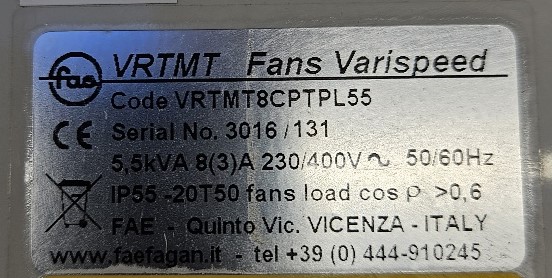 fae VRTMT Fans Varispeed
Code VRTMT8CPTPL55
CE Serial No. 3016/131
5,5kVA 8(3)A 230/400V ~ 50/60Hz
IP55 -20T50 fans load cos ρ >0,6
FAE - Quinto Vic. VICENZA - ITALY
www.faefagan.it - tel +39 (0) 444-910245